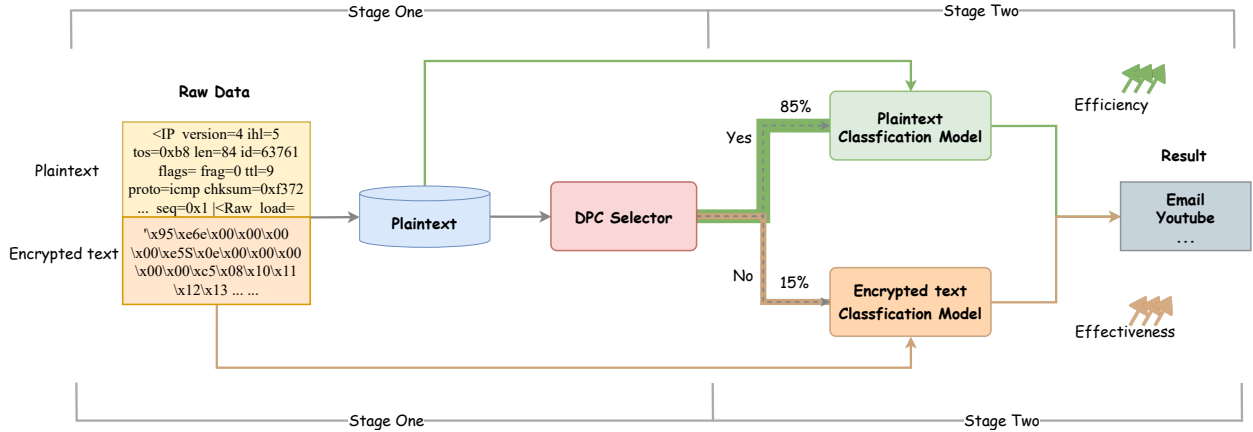 Stage One
Stage Two
Raw Data
Plaintext
<IP version=4 ihl=5
tos=0xb8 len=84 id=63761
flags= frag=0 ttl=9
proto=icmp chksum=0xf372
... seq=0x1 |<Raw load=
Encrypted text
'\x95\xe6e\x00\x00\x00
\x00\xe5S\x0e\x00\x00\x00
\x00\x00\xc5\x08\x10\x11
\x12\x13 ... ...
Plaintext
DPC Selector
Yes
85%
No
15%
Plaintext
Classfication Model
Encrypted text
Classfication Model
Efficiency
Effectiveness
Result
Email
Youtube
...
Stage One
Stage Two